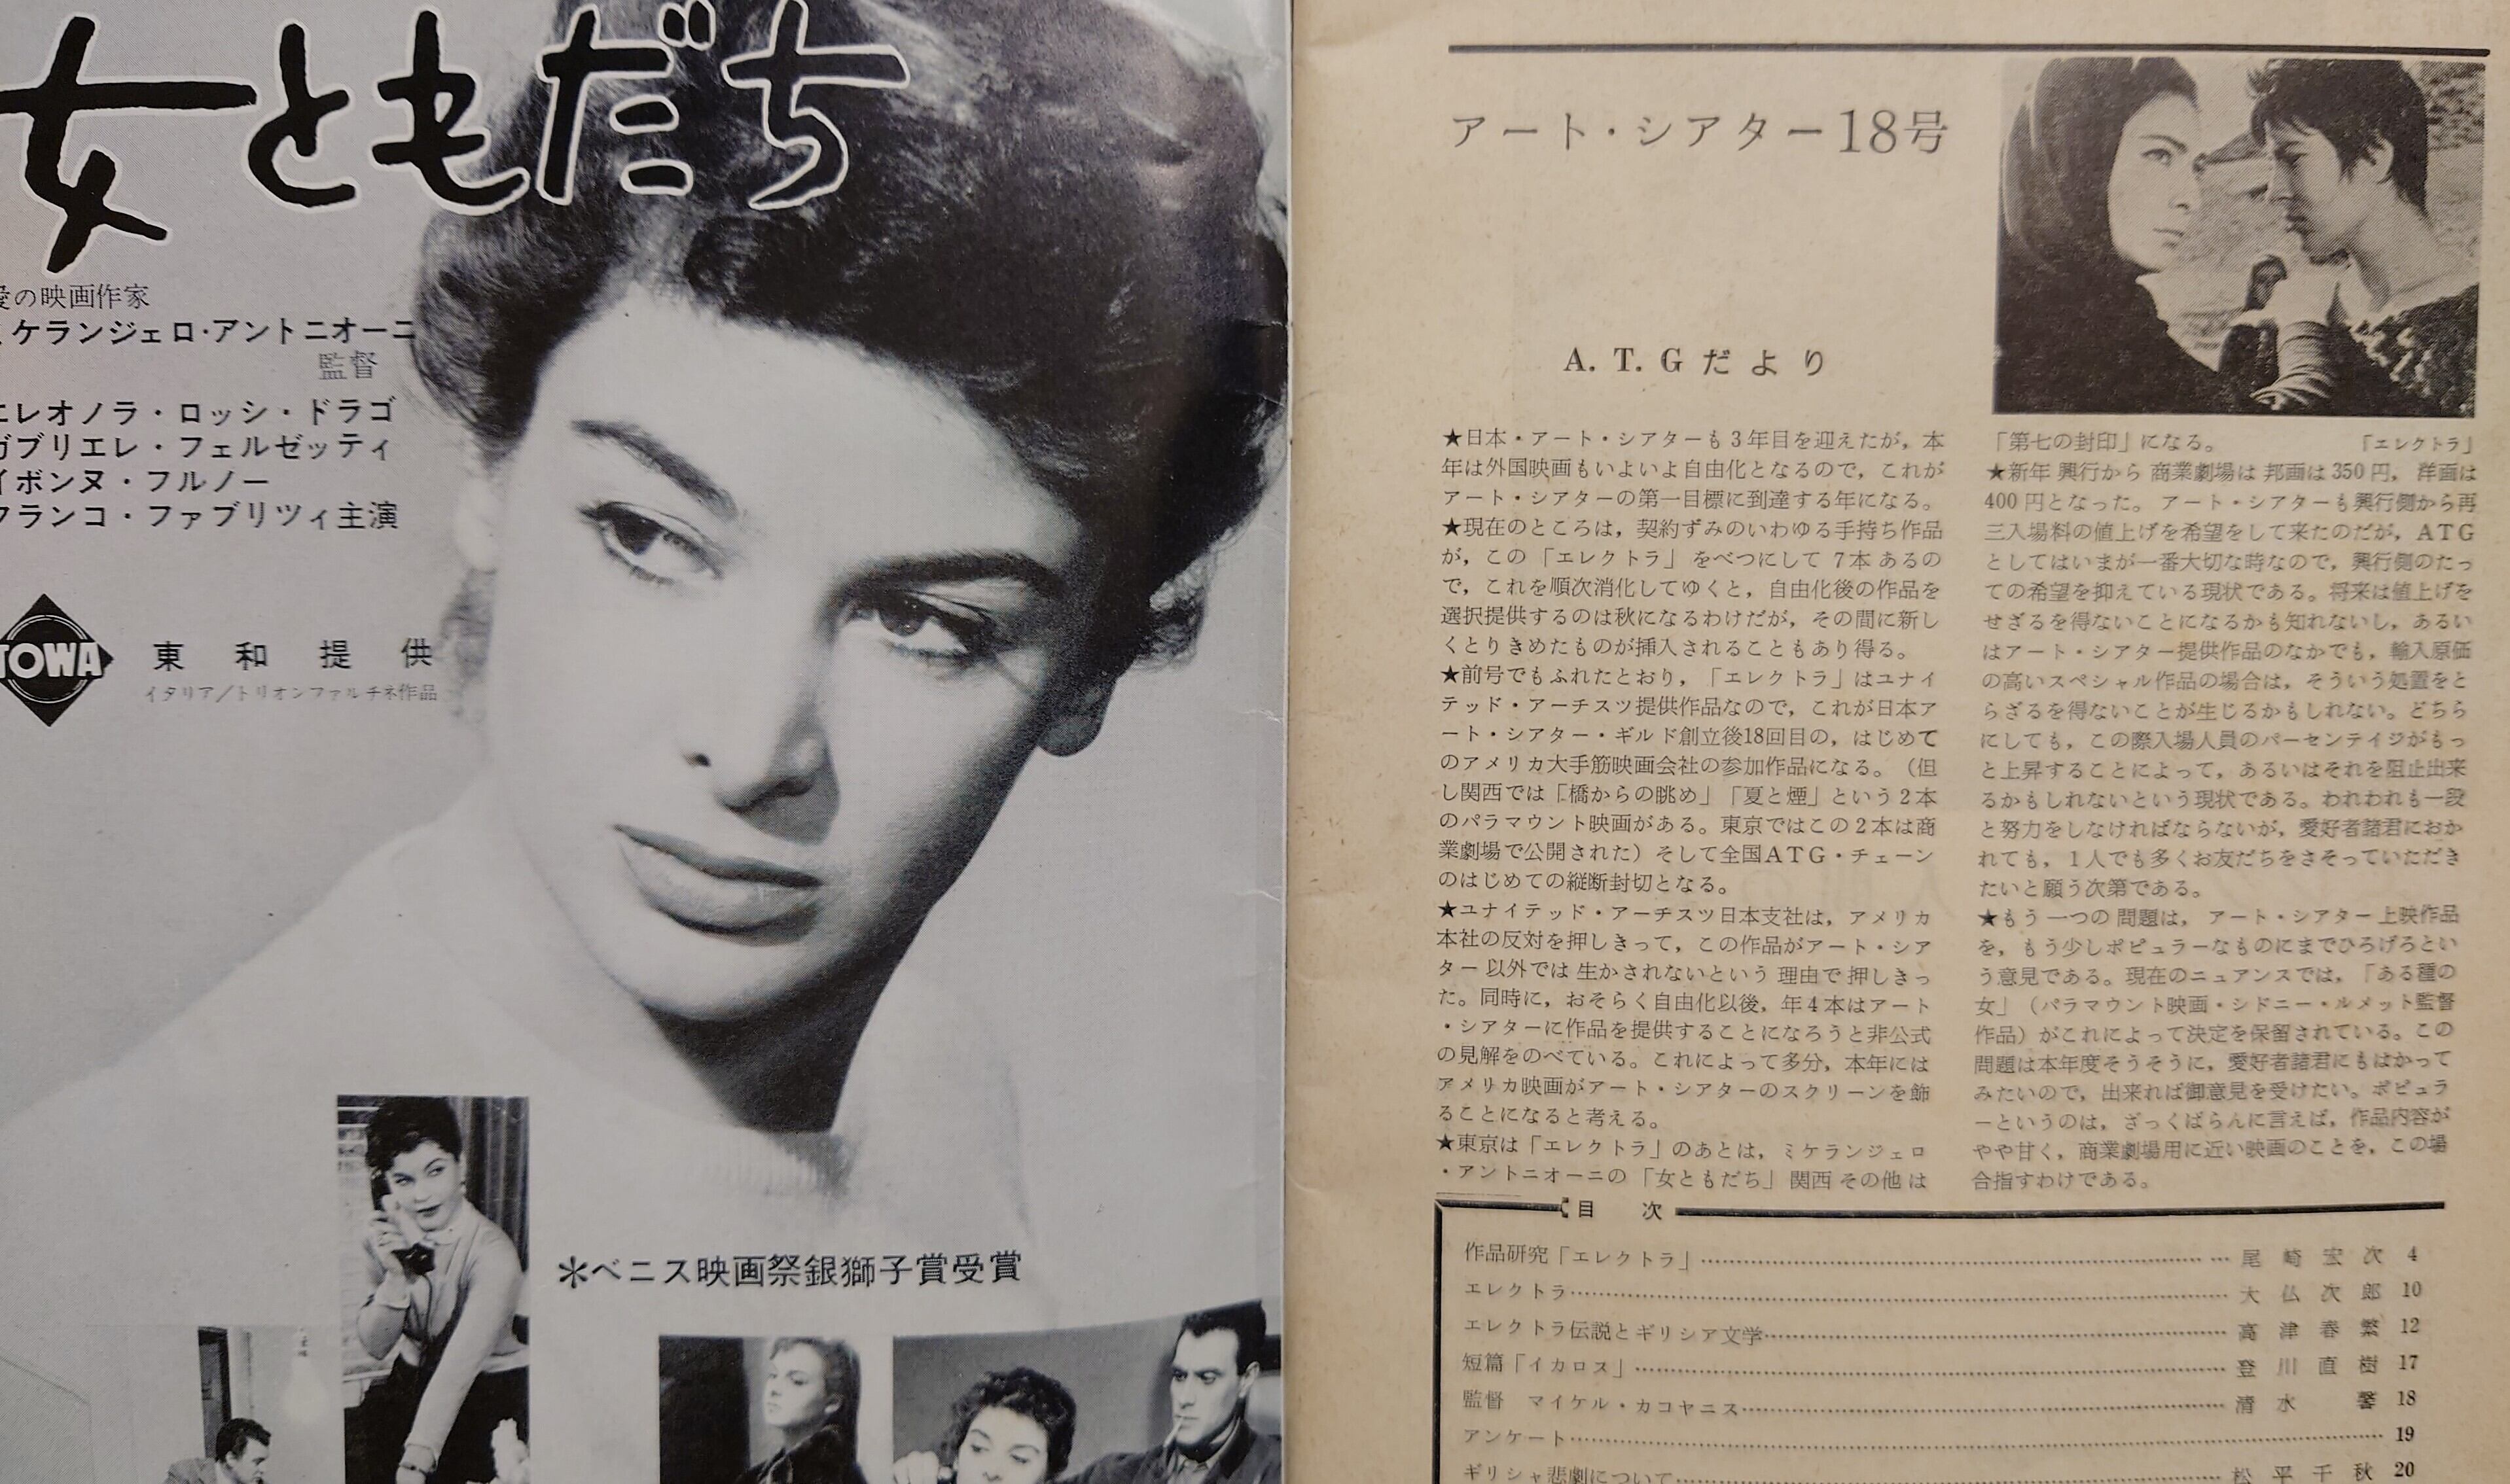 女ともだち
愛の映画作家
ケランジェロ・アントニオーニ
監督
エレオノラ・ロッシ・ドラゴ
ガブリエレ・フェルゼッティ
イボンヌ・フルノー
フランコ・ファブリツィ主演
TOWA
東和提供
イタリア/トリオンファルチネ作品
*ベニス映画祭銀獅子賞受賞
アート・シアター18号
A. T. Gだより
★日本・アート・シアターも3年目を迎えたが，本
年は外国映画もいよいよ自由化となるので，これが
アート・シアターの第一目標に到達する年になる。
★現在のところは，契約ずみのいわゆる手持ち作品
が，この「エレクトラ」をべつにして7本あるの
で，これを順次消化してゆくと，自由化後の作品を
選択提供するのは秋になるわけだが，その間に新し
くとりきめたものが挿入されることもあり得る。
★前号でもふれたとおり，「エレクトラ」はユナイ
テッド・アーチスツ提供作品なので，これが日本ア
ート・シアター・ギルド創立後18回目の，はじめて
のアメリカ大手筋映画会社の参加作品になる。（但
し関西では「橋からの眺め」「夏と煙」という2本
のパラマウント映画がある。東京ではこの2本は商
業劇場で公開された）そして全国ATG・チェーン
のはじめての縦断封切となる。
★ユナイテッド・アーチスツ日本支社は，アメリカ
本社の反対を押しきって，この作品がアート・シア
ター以外では生かされないという理由で押しきっ
た。同時に，おそらく自由化以後，年4本はアート
・シアターに作品を提供することになろうと非公式
の見解をのべている。これによって多分，本年には
アメリカ映画がアート・シアターのスクリーンを飾
ることになると考える。
★東京は「エレクトラ」のあとは，ミケランジェロ
・アントニオーニの「女ともだち」関西その他は
「第七の封印」になる。
「エレクトラ」
★新年興行から商業劇場は邦画は350円，洋画は
400円となった。アート・シアターも興行側から再
三入場料の値上げを希望をして来たのだが，ATG
としてはいまが一番大切な時なので，興行側のたっ
ての希望を抑えている現状である。将来は値上げを
せざるを得ないことになるかも知れないし，あるい
はアート・シアター提供作品のなかでも，輸入原価
の高いスペシャル作品の場合は，そういう処置をと
らざるを得ないことが生じるかもしれない。どちら
にしても，この際入場人員のパーセンテイジがもっ
と上昇することによって，あるいはそれを阻止出来
るかもしれないという現状である。われわれも一段
と努力をしなければならないが，愛好者諸君におか
れても，1人でも多くお友だちをさそっていただき
たいと願う次第である。
★もう一つの問題は，アート・シアター上映作品
を，もう少しポピュラーなものにまでひろげろとい
う意見である。現在のニュアンスでは，「ある種の
女」（パラマウント映画・シドニー・ルメット監督
作品）がこれによって決定を保留されている。この
問題は本年度そうそうに，愛好者諸君にもはかって
みたいので，出来れば御意見を受けたい。ポピュラ
ーというのは，ざっくばらんに言えば，作品内容が
やや甘く，商業劇場用に近い映画のことを，この場
合指すわけである。
目　次
作品研究「エレクトラ」……尾崎宏次 4
エレクトラ……大仏次郎 10
エレクトラ伝説とギリシア文学……高津春繁 12
短篇「イカロス」……登川直樹 17
監督　マイケル・カコヤニス……清水馨 18
アンケート……19
ギリシャ悲劇について……松平千秋 20